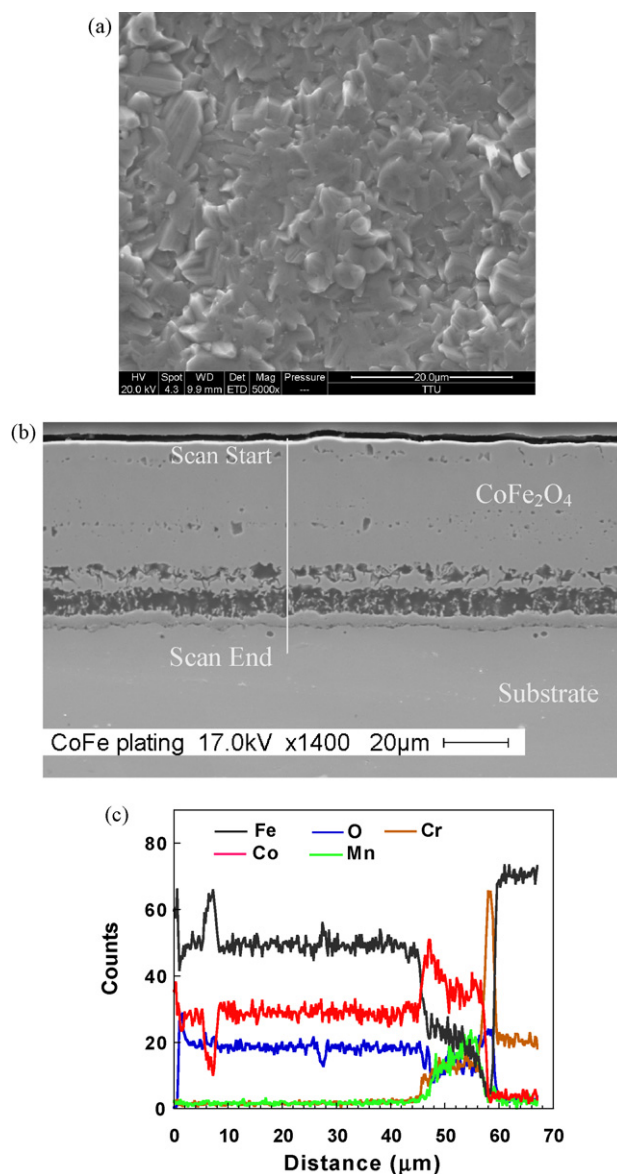 (a)
HV Spot WD Det Mag Pressure 20.0µm
20.0 kV 4.3 9.9 mm ETD 5000x --- TTU
(b)
Scan Start
CoFe₂O₄
Scan End
Substrate
CoFe plating 17.0kV x1400 20µm
(c)
Fe O Cr
Co Mn
80
60
40
20
0
Counts
0 10 20 30 40 50 60 70
Distance (µm)